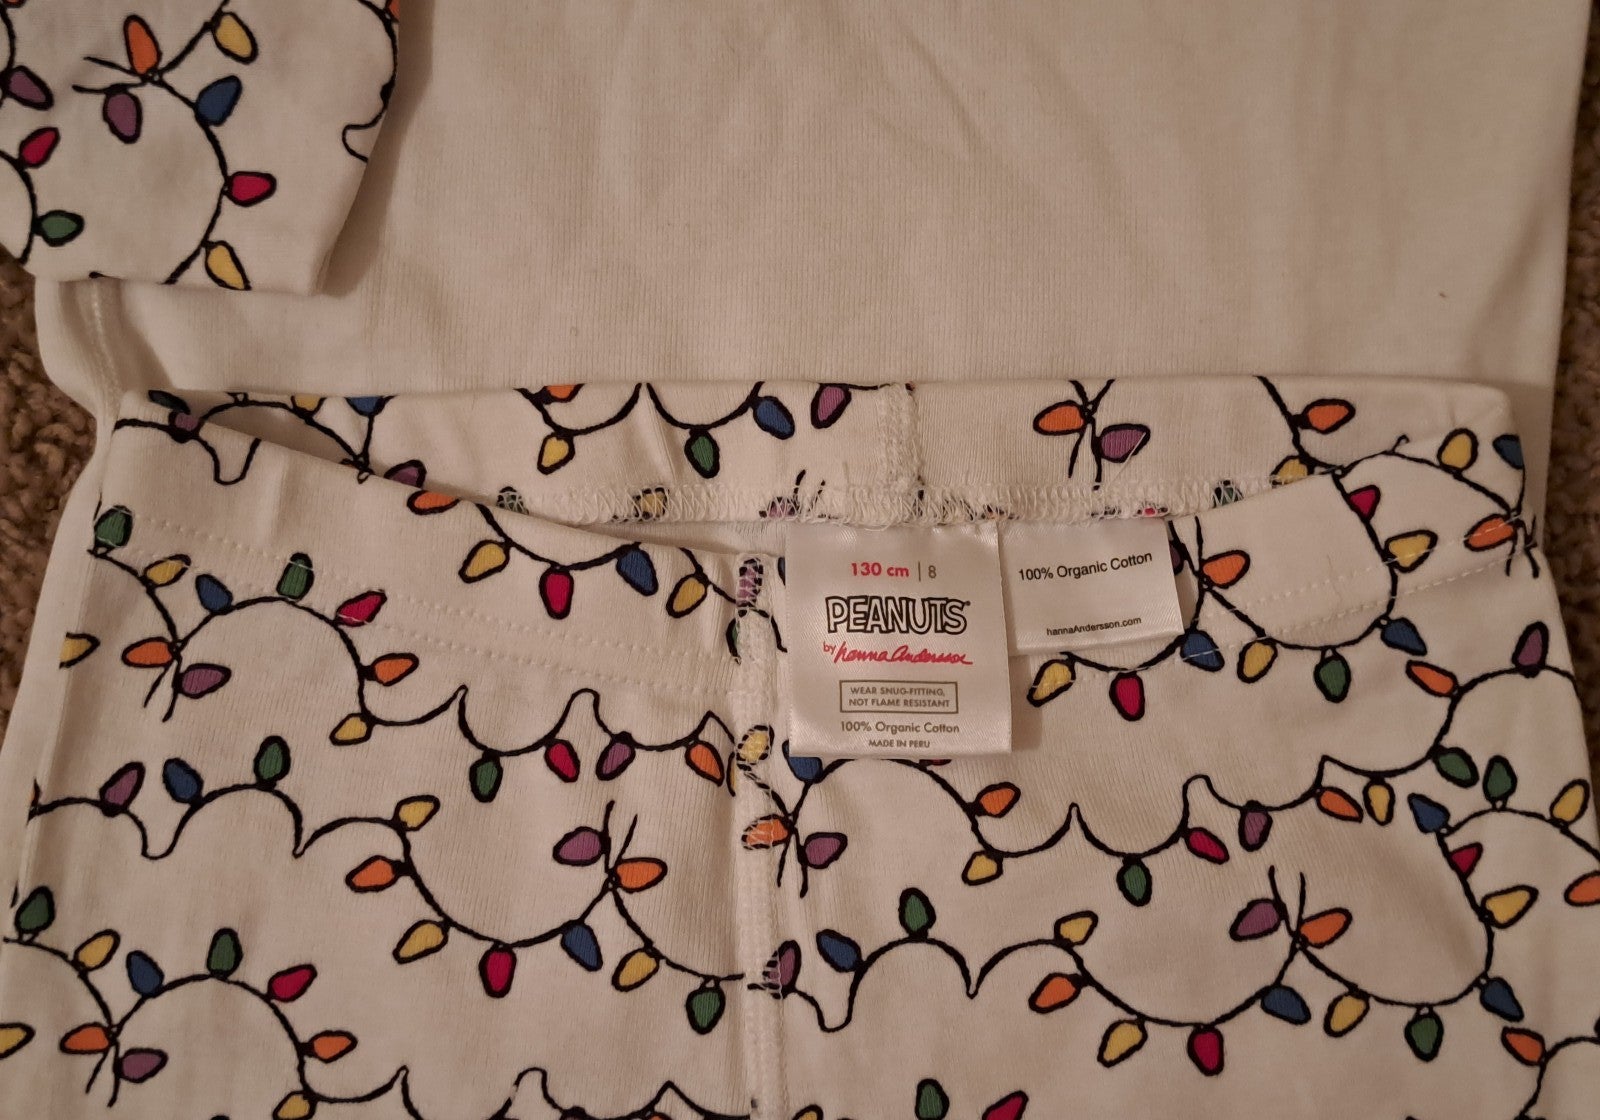 130 cm | 8
PEANUTS®
by hanna andersson
WEAR SNUG-FITTING,
NOT FLAME RESISTANT
100% Organic Cotton
MADE IN PERU
100% Organic Cotton
hannaAndersson.com